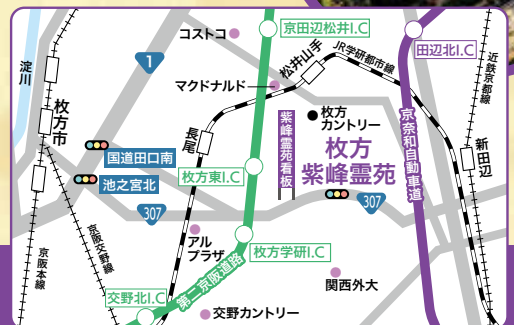 コストコ
京田辺松井I.C
田辺北I.C
淀川
1
松井山手
JR学研都市線
近鉄京都線
マクドナルド
枚方市
長尾
紫峰霊苑看板
枚方
カントリー
京奈和自動車道
新田辺
国道田口南
枚方
紫峰霊苑
池之宮北
枚方東I.C
307
307
京阪本線
京阪交野線
アル
プラザ
枚方学研I.C
第二京阪道路
関西外大
交野北I.C
交野カントリー